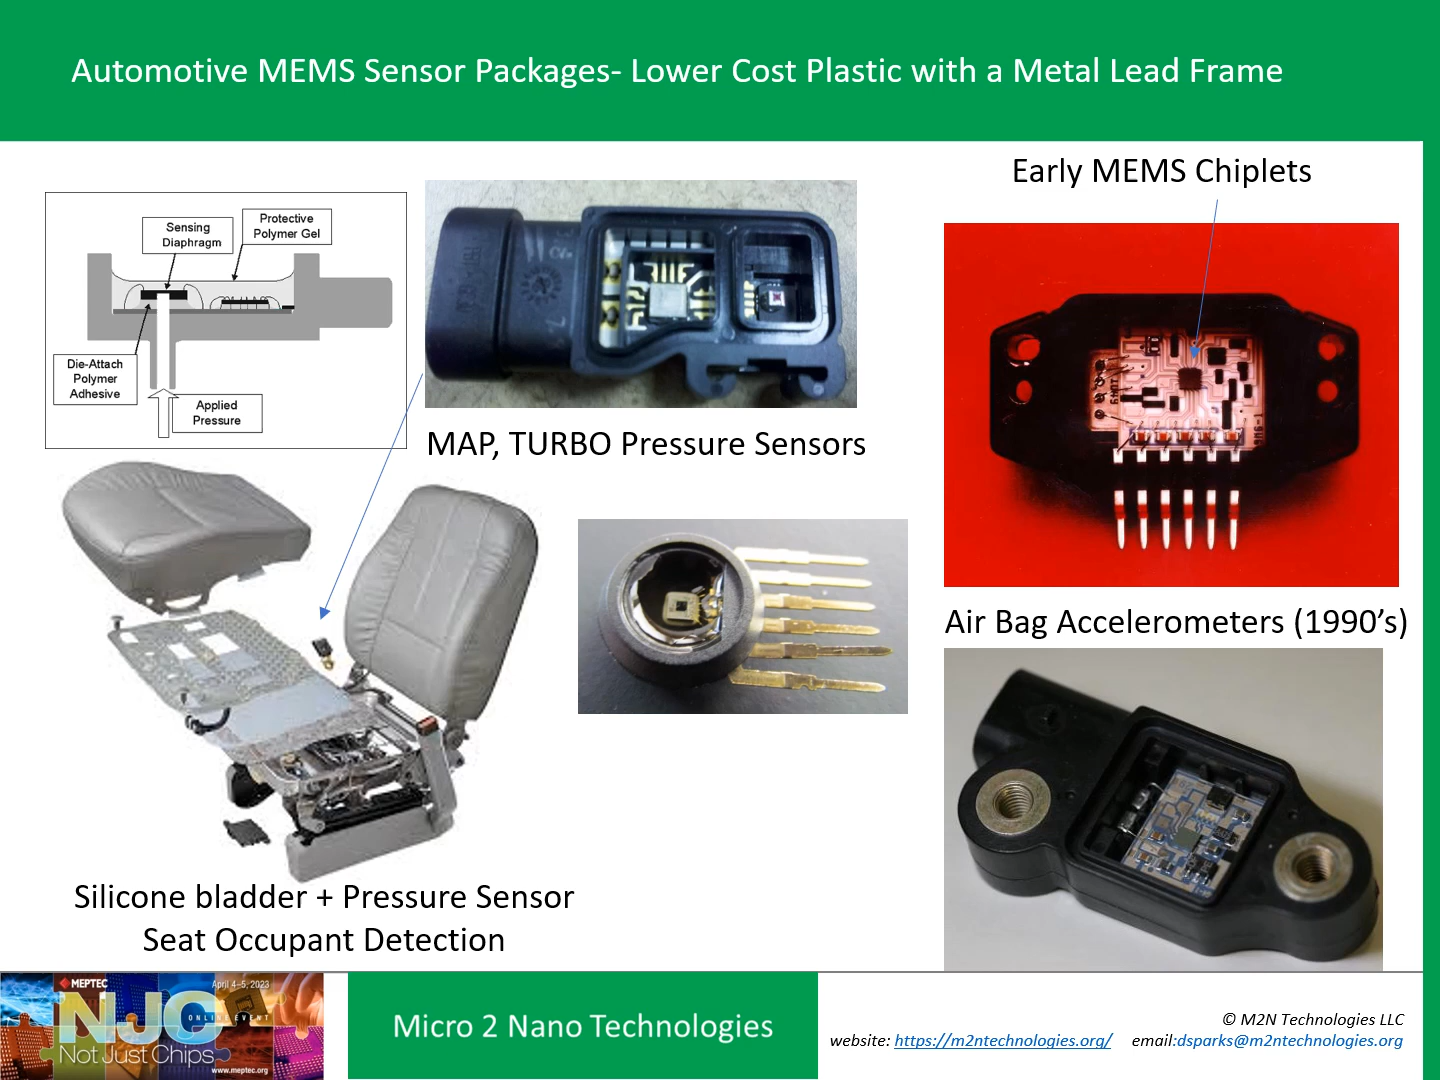 Automotive MEMS Sensor Packages- Lower Cost Plastic with a Metal Lead Frame
Early MEMS Chiplets
Sensing
Diaphragm
Protective
Polymer Gel
Die-Attach
Polymer
Adhesive
Applied
Pressure
MAP, TURBO Pressure Sensors
Air Bag Accelerometers (1990's)
Silicone bladder + Pressure Sensor
Seat Occupant Detection
MEPTEC
April 4-5, 2023
NJC
ONLINE EVENT
Not Just Chips
www.meptec.org
Micro 2 Nano Technologies
© M2N Technologies LLC
website: https://m2ntechnologies.org/ email:dsparks@m2ntechnologies.org